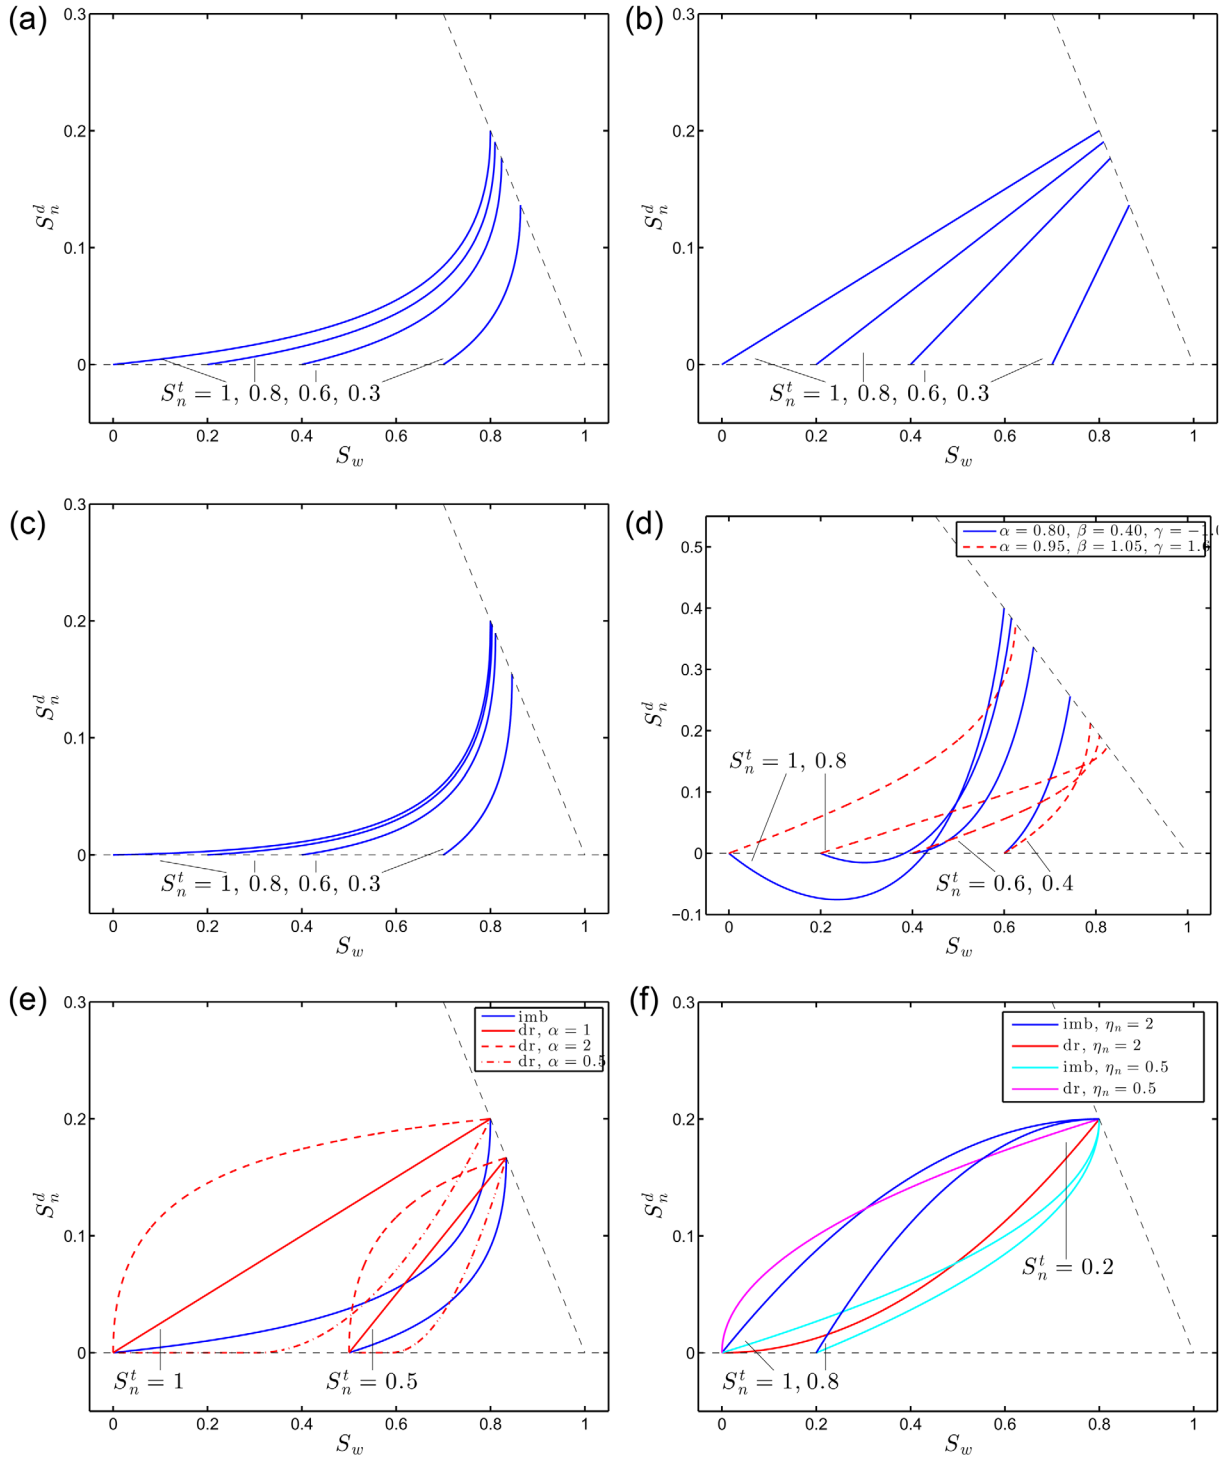 (a)
0.3
0.2
0.1
0
S_n^d
S_n^t = 1, 0.8, 0.6, 0.3
0 0.2 0.4 0.6 0.8 1
S_w
(b)
0.3
0.2
0.1
0
S_n^d
S_n^t = 1, 0.8, 0.6, 0.3
0 0.2 0.4 0.6 0.8 1
S_w
(c)
0.3
0.2
0.1
0
S_n^d
S_n^t = 1, 0.8, 0.6, 0.3
0 0.2 0.4 0.6 0.8 1
S_w
(d)
α = 0.80, β = 0.40, γ = −1.0
α = 0.95, β = 1.05, γ = 1.6
0.5
0.4
0.3
0.2
0.1
0
−0.1
S_n^d
S_n^t = 1, 0.8
S_n^t = 0.6, 0.4
0 0.2 0.4 0.6 0.8 1
S_w
(e)
imb
dr, α = 1
dr, α = 2
dr, α = 0.5
0.3
0.2
0.1
0
S_n^d
S_n^t = 1
S_n^t = 0.5
0 0.2 0.4 0.6 0.8 1
S_w
(f)
imb, η_n = 2
dr, η_n = 2
imb, η_n = 0.5
dr, η_n = 0.5
0.3
0.2
0.1
0
S_n^d
S_n^t = 0.2
S_n^t = 1, 0.8
0 0.2 0.4 0.6 0.8 1
S_w